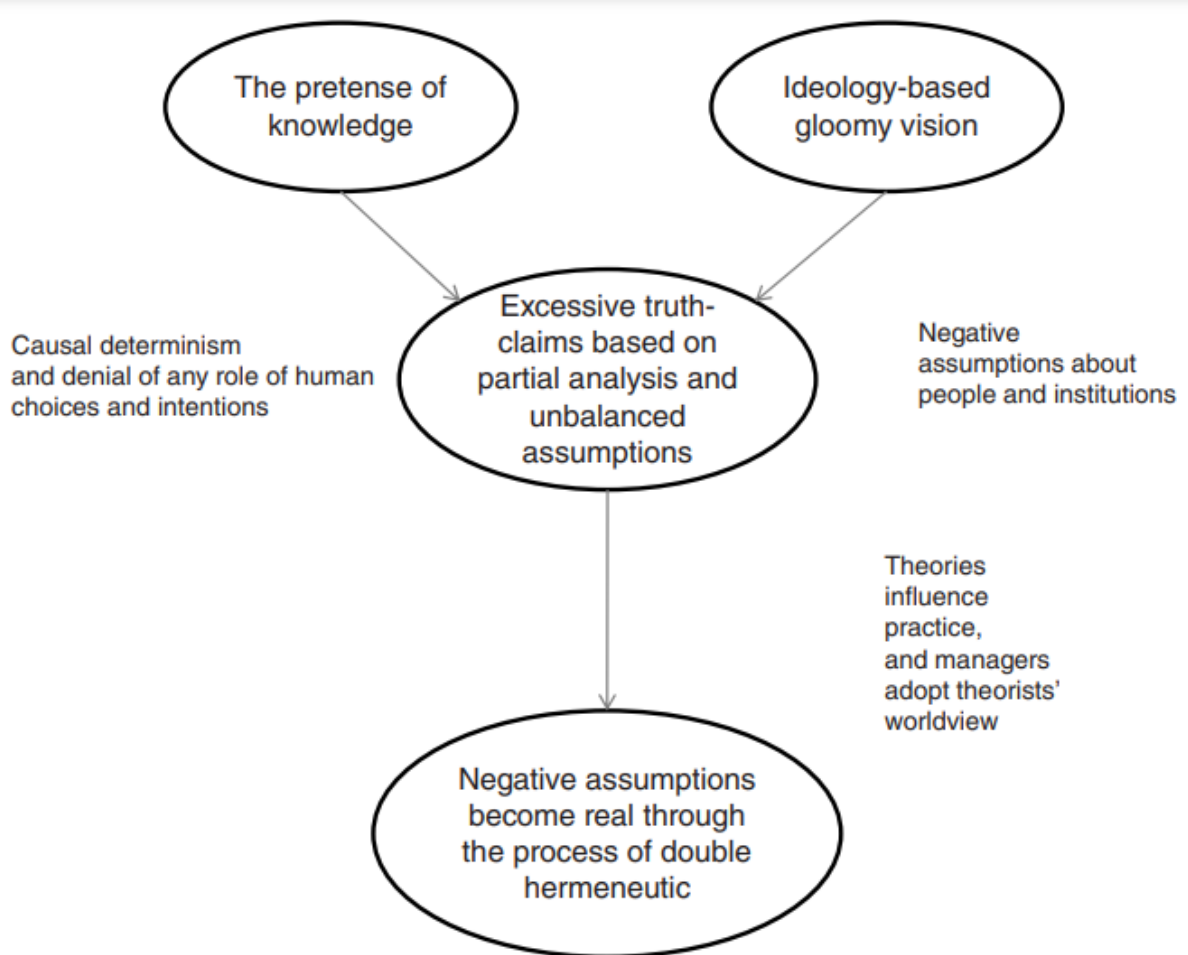 The pretense of
knowledge
Ideology-based
gloomy vision
Excessive truth-
claims based on
partial analysis and
unbalanced
assumptions
Causal determinism
and denial of any role of human
choices and intentions
Negative
assumptions about
people and institutions
Theories
influence
practice,
and managers
adopt theorists’
worldview
Negative assumptions
become real through
the process of double
hermeneutic